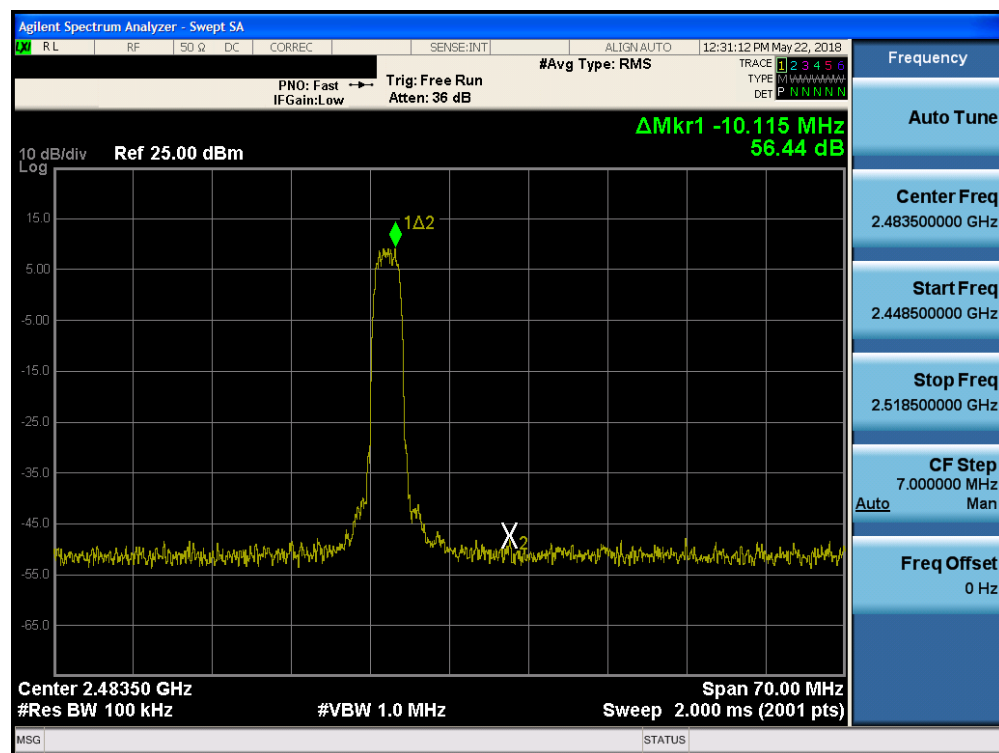 Agilent Spectrum Analyzer - Swept SA
LXI RL RF 50 Ω DC CORREC SENSE:INT ALIGNAUTO 12:31:12 PM May 22, 2018
Frequency
#Avg Type: RMS TRACE 1 2 3 4 5 6
PNO: Fast Trig: Free Run TYPE MWWWWW
IFGain:Low Atten: 36 dB DET P N N N N N
Auto Tune
ΔMkr1 -10.115 MHz
10 dB/div Ref 25.00 dBm 56.44 dB
Log
Center Freq
2.483500000 GHz
15.0
1Δ2
5.00
Start Freq
2.448500000 GHz
-5.00
-15.0
Stop Freq
2.518500000 GHz
-25.0
-35.0
CF Step
7.000000 MHz
Auto Man
-45.0
X2
-55.0
Freq Offset
0 Hz
-65.0
Center 2.48350 GHz Span 70.00 MHz
#Res BW 100 kHz #VBW 1.0 MHz Sweep 2.000 ms (2001 pts)
MSG STATUS